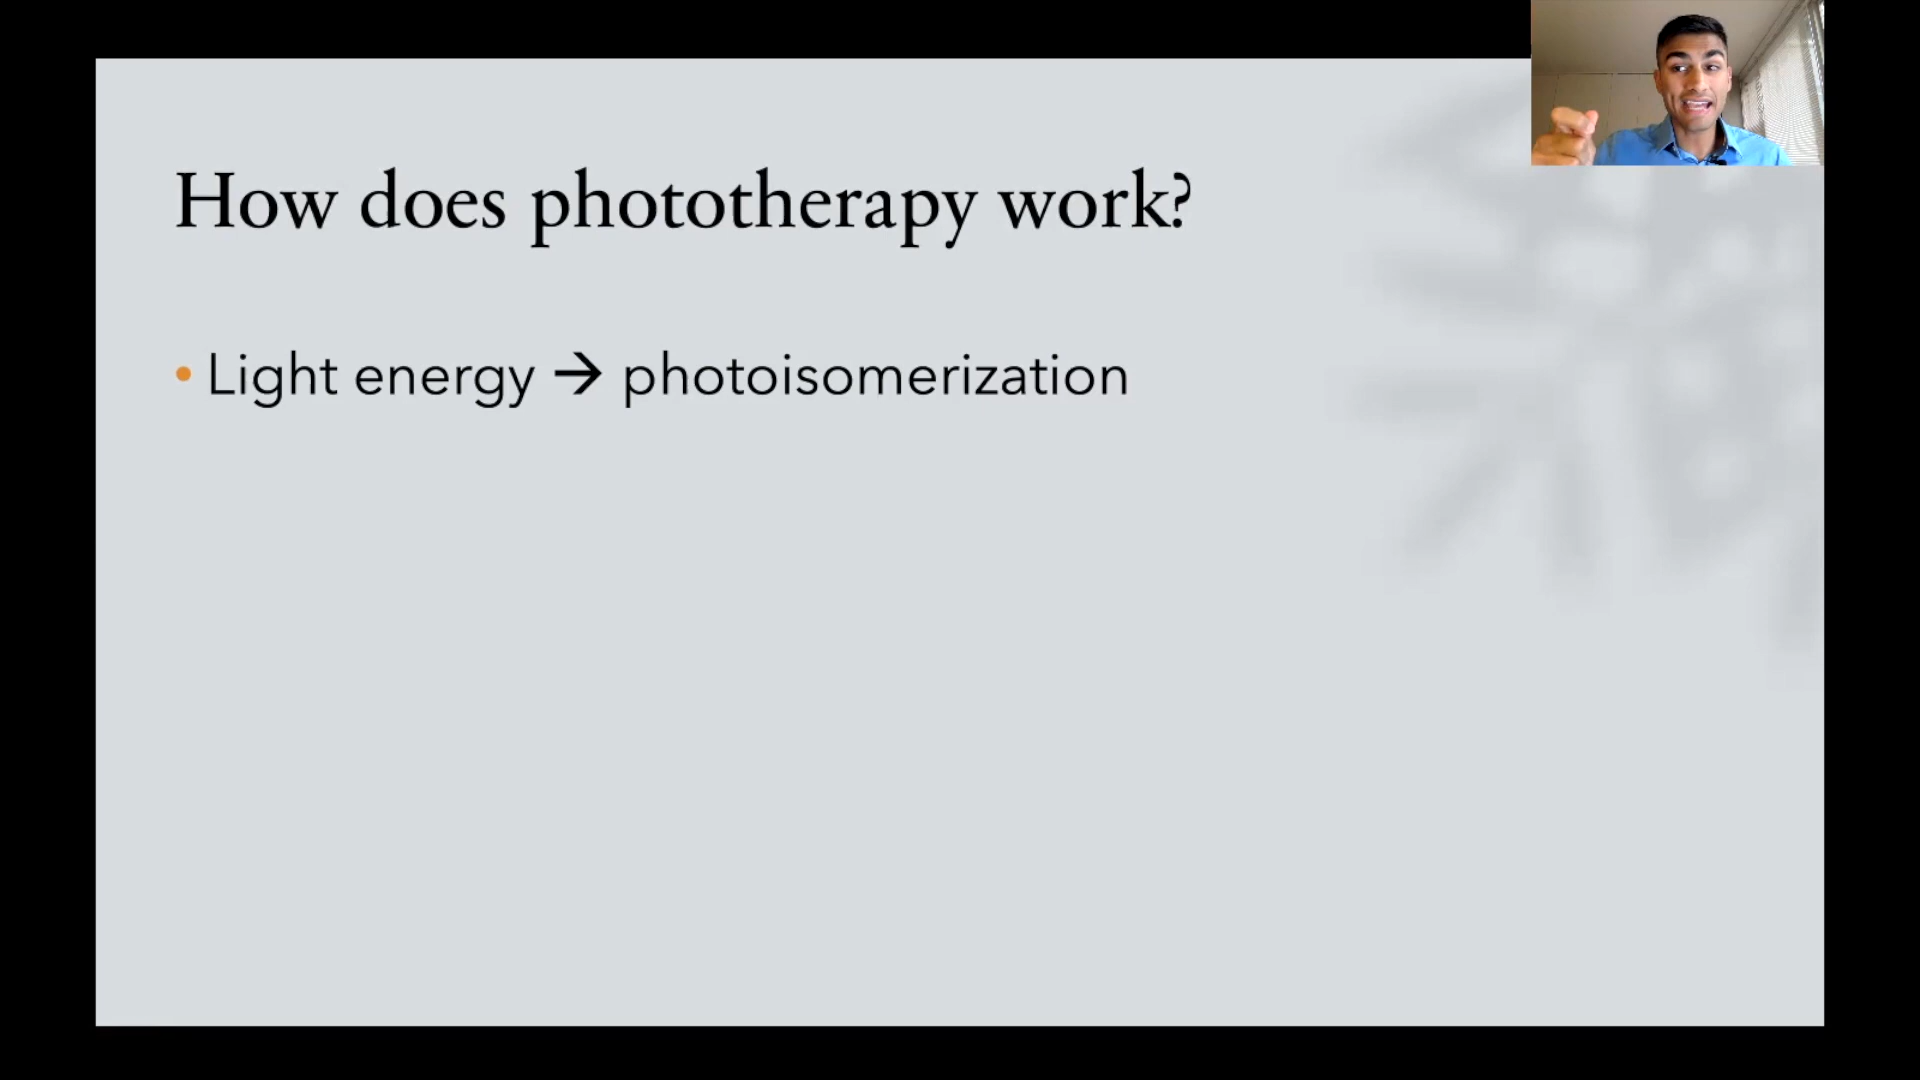 How does phototherapy work?
• Light energy → photoisomerization